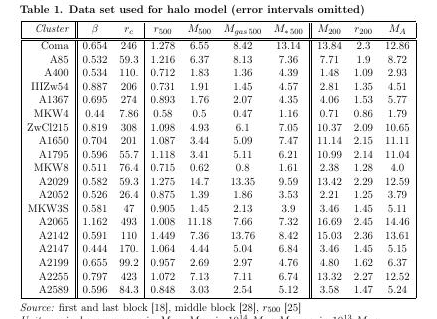 Table 1. Data set used for halo model (error intervals omitted)
Cluster β r_c r_500 M_500 M_gas 500 M_* 500 M_200 r_200 M_A
Coma 0.654 246 1.278 6.55 8.42 13.14 13.84 2.3 12.86
A85 0.532 59.3 1.216 6.37 8.13 7.36 7.71 1.9 8.72
A400 0.534 110. 0.712 1.83 1.36 4.39 1.48 1.09 2.93
IIIZw54 0.887 206 0.731 1.91 1.45 4.57 2.81 1.35 4.51
A1367 0.695 274 0.893 1.76 2.07 4.35 4.06 1.53 5.77
MKW4 0.44 7.86 0.58 0.5 0.47 1.16 0.71 0.86 1.79
ZwCl215 0.819 308 1.098 4.93 6.1 7.05 10.37 2.09 10.65
A1650 0.704 201 1.087 3.44 5.09 7.47 11.14 2.15 11.11
A1795 0.596 55.7 1.118 3.41 5.11 6.21 10.99 2.14 11.04
MKW8 0.511 76.4 0.715 0.62 0.8 1.61 2.38 1.28 4.0
A2029 0.582 59.3 1.275 14.7 13.35 9.59 13.42 2.29 12.59
A2052 0.526 26.4 0.875 1.39 1.86 3.53 2.21 1.25 3.79
MKW3S 0.581 47 0.905 1.45 2.13 3.9 3.46 1.45 5.11
A2065 1.162 493 1.008 11.18 7.66 7.32 16.69 2.45 14.46
A2142 0.591 110 1.449 7.36 13.76 8.42 15.03 2.36 13.61
A2147 0.444 170. 1.064 4.44 5.04 6.84 3.46 1.45 5.15
A2199 0.655 99.2 0.957 2.69 2.97 4.76 4.80 1.62 6.37
A2255 0.797 423 1.072 7.13 7.11 6.74 13.32 2.27 12.52
A2589 0.596 84.3 0.848 3.03 2.54 5.12 3.58 1.47 5.24
Source: first and last block [18], middle block [28], r_500 [25]